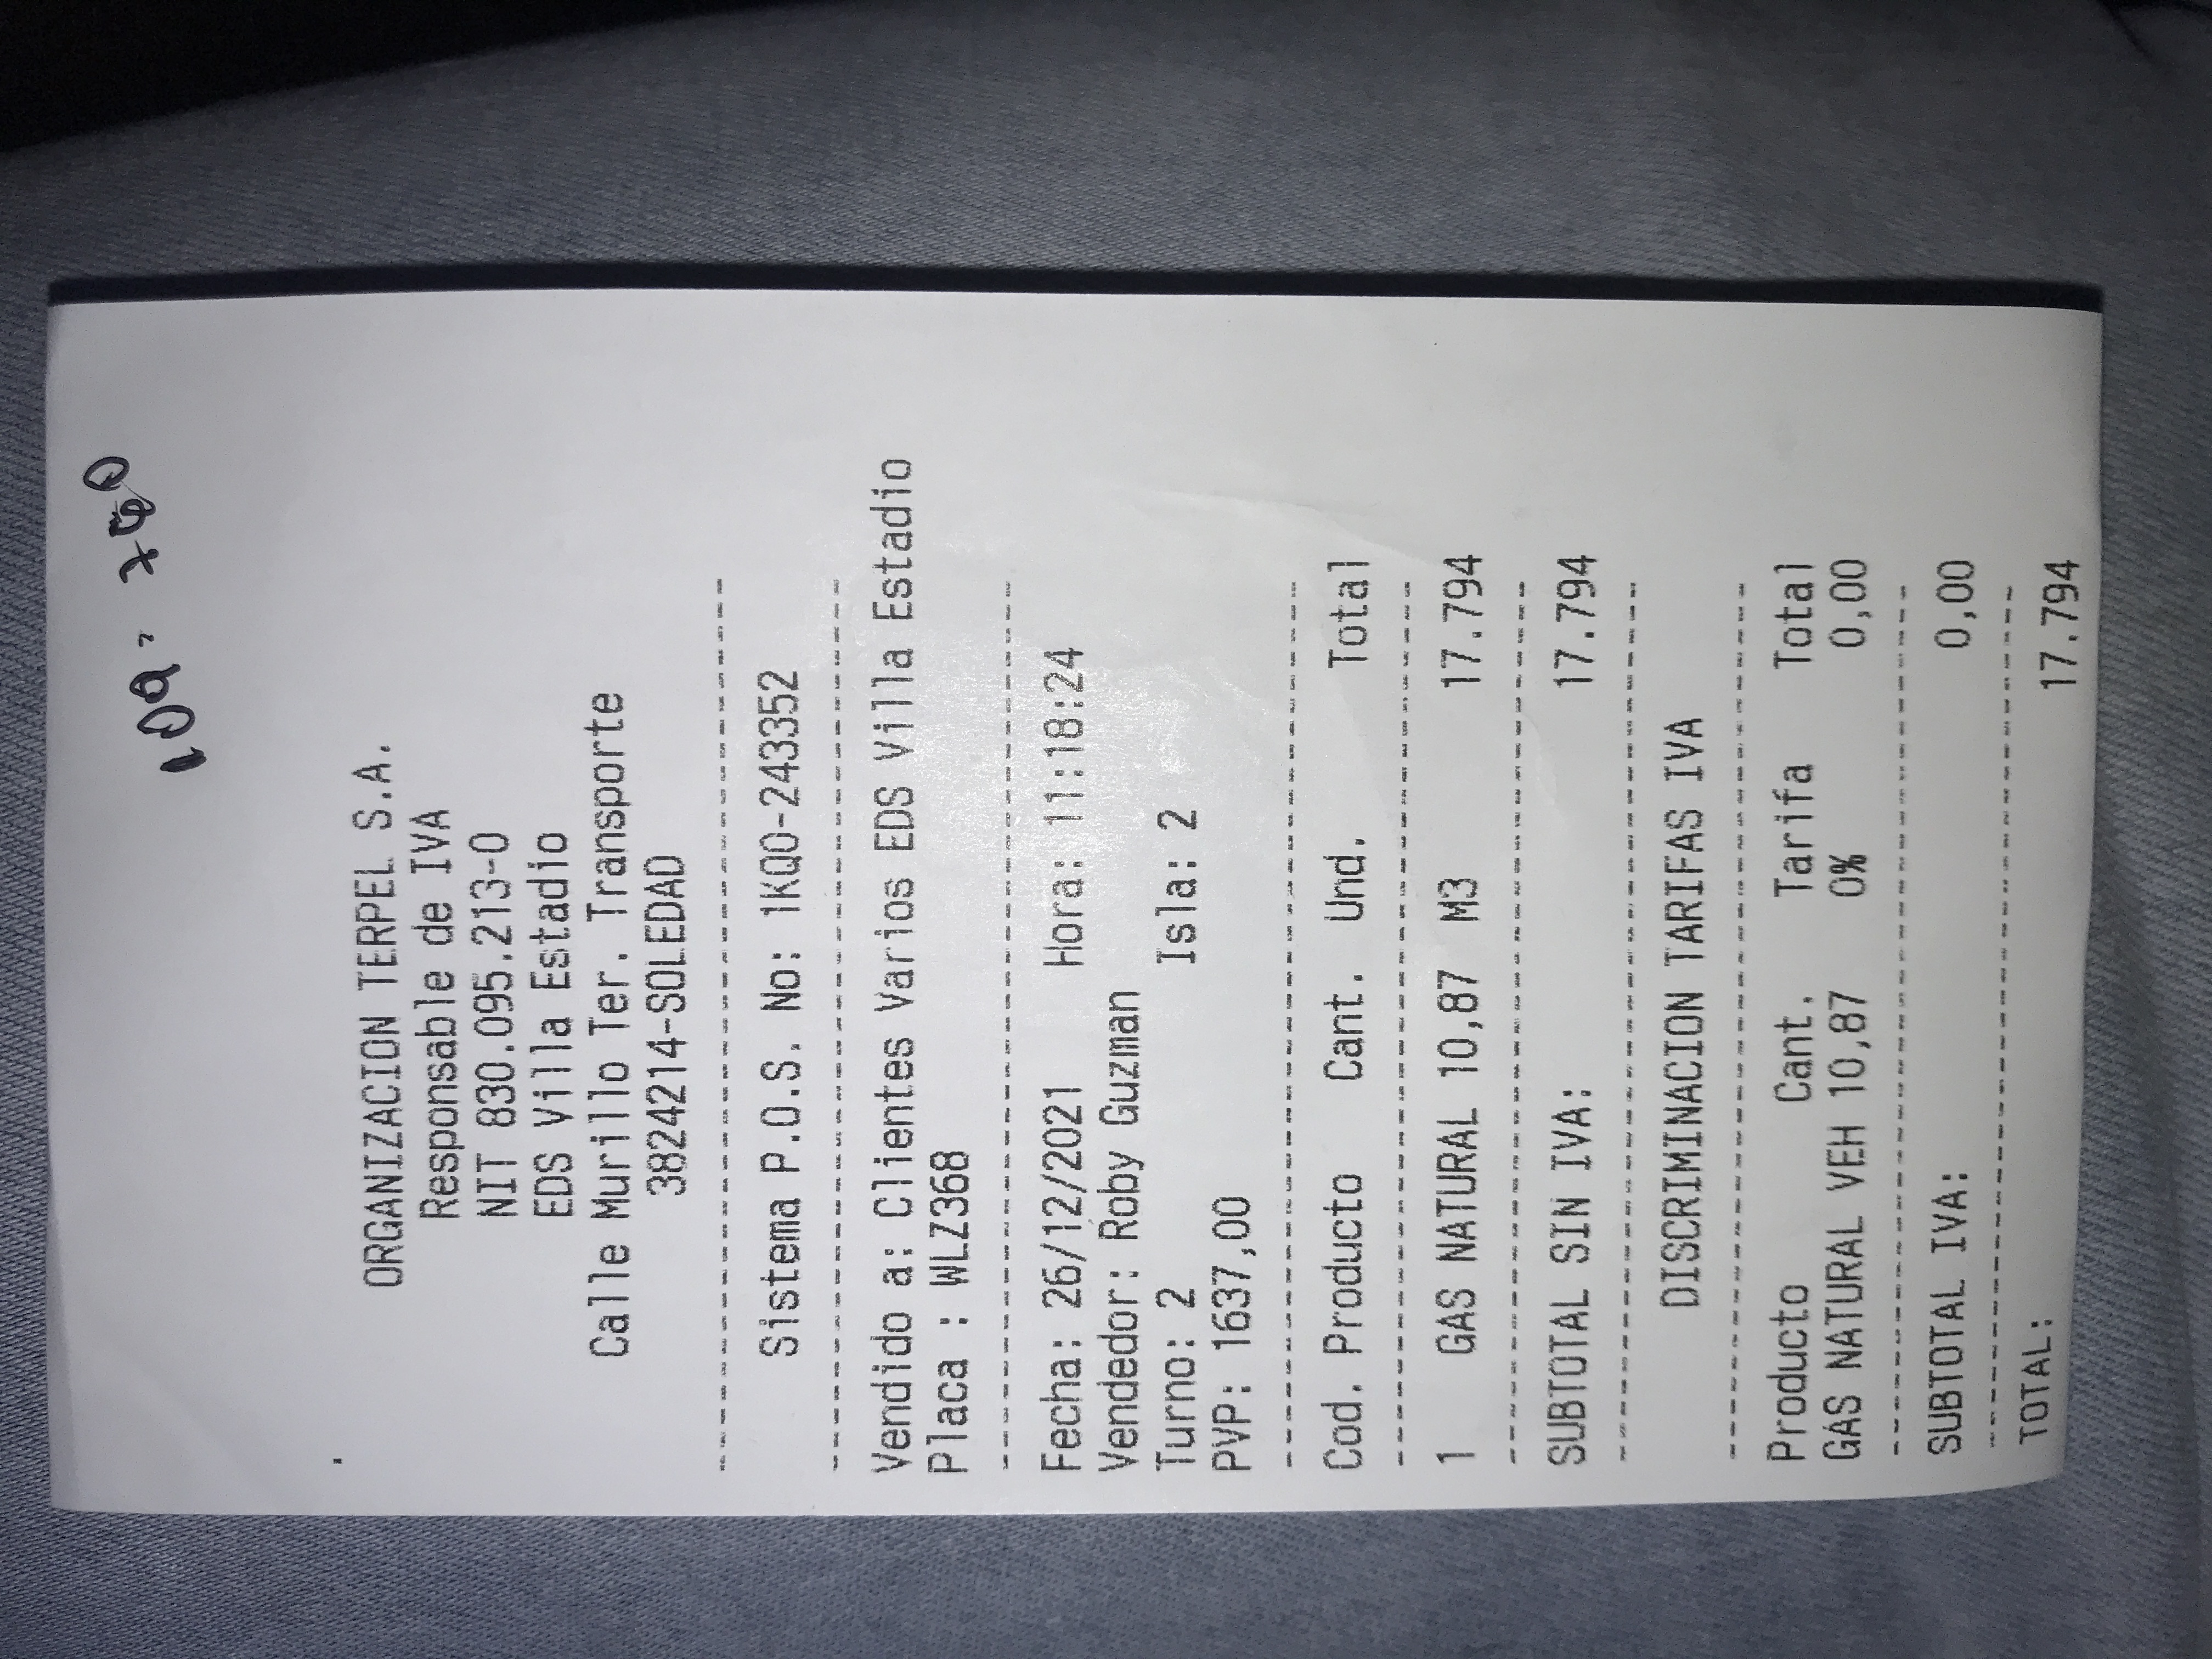 ORGANIZACION TERPEL S.A.
Responsable de IVA
NIT 830.095.213-0
EDS Villa Estadio
Calle Murillo Ter. Transporte
3824214-SOLEDAD
Sistema P.O.S. No: 1KQ0-243352
Vendido a: Clientes Varios EDS Villa Estadio
Placa : WLZ368
Fecha: 26/12/2021 Hora: 11:18:24
Vendedor: Roby Guzman
Turno: 2 Isla: 2
PVP: 1637,00
Cod. Producto Cant. Und. Total
1 GAS NATURAL 10,87 M3 17.794
SUBTOTAL SIN IVA: 17.794
DISCRIMINACION TARIFAS IVA
Producto Cant. Tarifa Total
GAS NATURAL VEH 10,87 0% 0,00
SUBTOTAL IVA: 0,00
TOTAL: 17.794